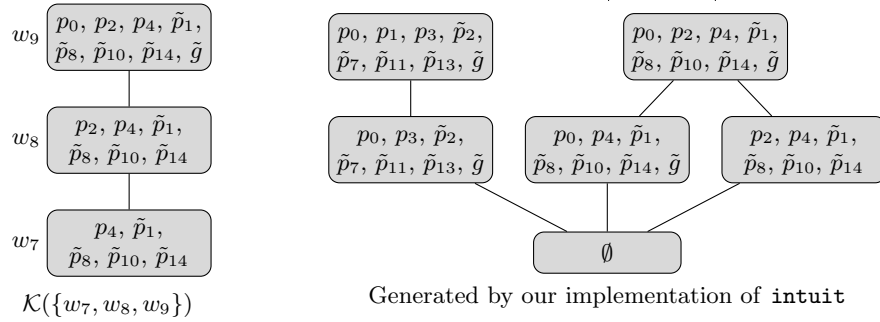 w₉
p₀, p₂, p₄, p̃₁,
p̃₈, p̃₁₀, p̃₁₄, g̃
w₈
p₂, p₄, p̃₁,
p̃₈, p̃₁₀, p̃₁₄
w₇
p₄, p̃₁,
p̃₈, p̃₁₀, p̃₁₄
𝒦({w₇, w₈, w₉})
p₀, p₁, p₃, p̃₂,
p̃₇, p̃₁₁, p̃₁₃, g̃
p₀, p₂, p₄, p̃₁,
p̃₈, p̃₁₀, p̃₁₄, g̃
p₀, p₃, p̃₂,
p̃₇, p̃₁₁, p̃₁₃, g̃
p₀, p₄, p̃₁,
p̃₈, p̃₁₀, p̃₁₄, g̃
p₂, p₄, p̃₁,
p̃₈, p̃₁₀, p̃₁₄
∅
Generated by our implementation of intuit